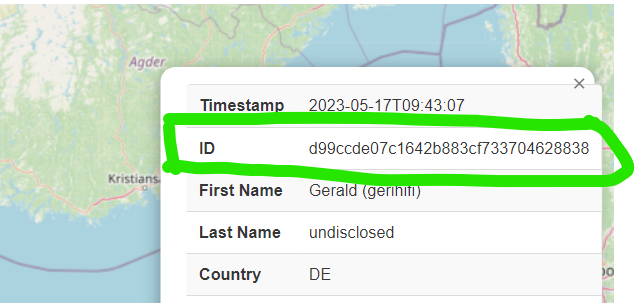 Agder
×
Timestamp 2023-05-17T09:43:07
ID d99ccde07c1642b883cf733704628838
Kristians
First Name Gerald (gerihifi)
Last Name undisclosed
Country DE